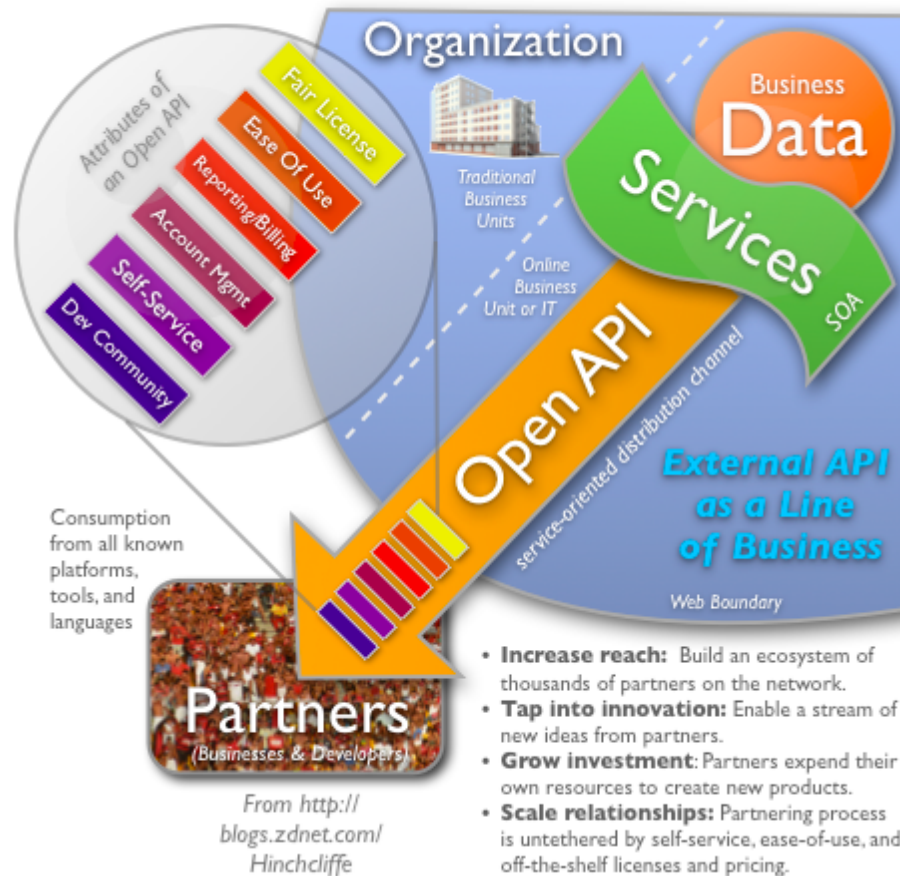 Organization
Attributes of
an Open API
Fair License
Ease Of Use
Reporting/Billing
Account Mgmt
Self-Service
Dev Community
Traditional
Business
Units
Online
Business
Unit or IT
Business
Data
Services
SOA
Open API
service-oriented distribution channel
External API
as a Line
of Business
Web Boundary
Consumption
from all known
platforms,
tools, and
languages
Partners
(Businesses & Developers)
From http://
blogs.zdnet.com/
Hinchcliffe
• Increase reach: Build an ecosystem of
thousands of partners on the network.
• Tap into innovation: Enable a stream of
new ideas from partners.
• Grow investment: Partners expend their
own resources to create new products.
• Scale relationships: Partnering process
is untethered by self-service, ease-of-use, and
off-the-shelf licenses and pricing.